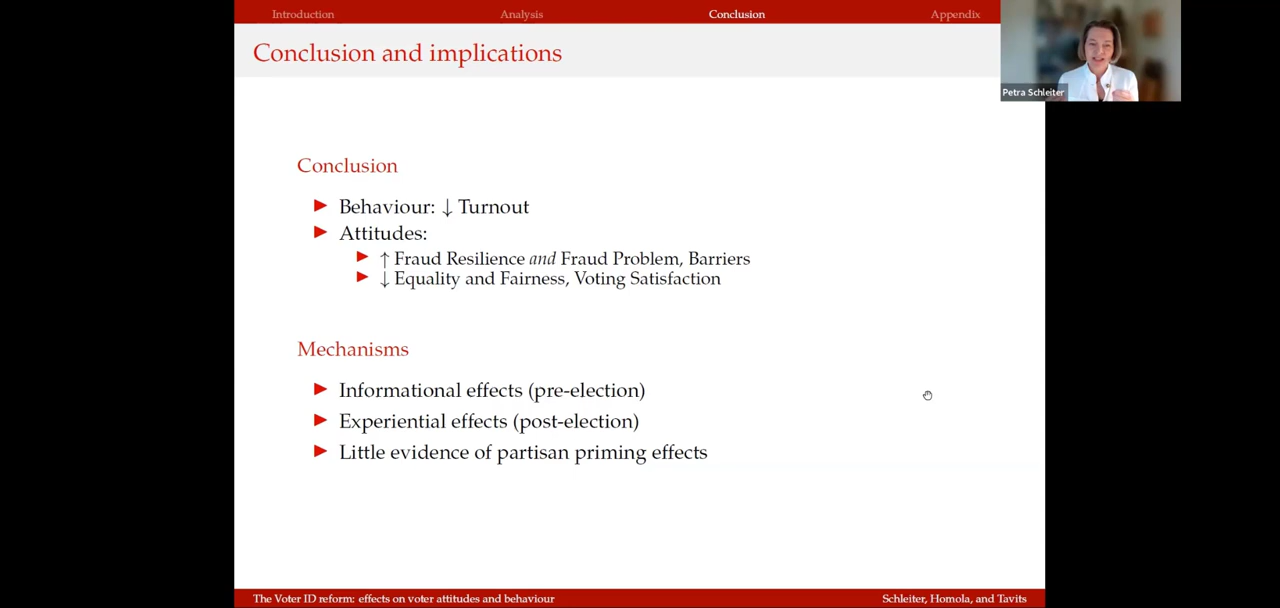 Introduction Analysis Conclusion Appendix
Conclusion and implications
Petra Schleiter
Conclusion
Behaviour: ↓ Turnout
Attitudes:
↑ Fraud Resilience and Fraud Problem, Barriers
↓ Equality and Fairness, Voting Satisfaction
Mechanisms
Informational effects (pre-election)
Experiential effects (post-election)
Little evidence of partisan priming effects
The Voter ID reform: effects on voter attitudes and behaviour Schleiter, Homola, and Tavits